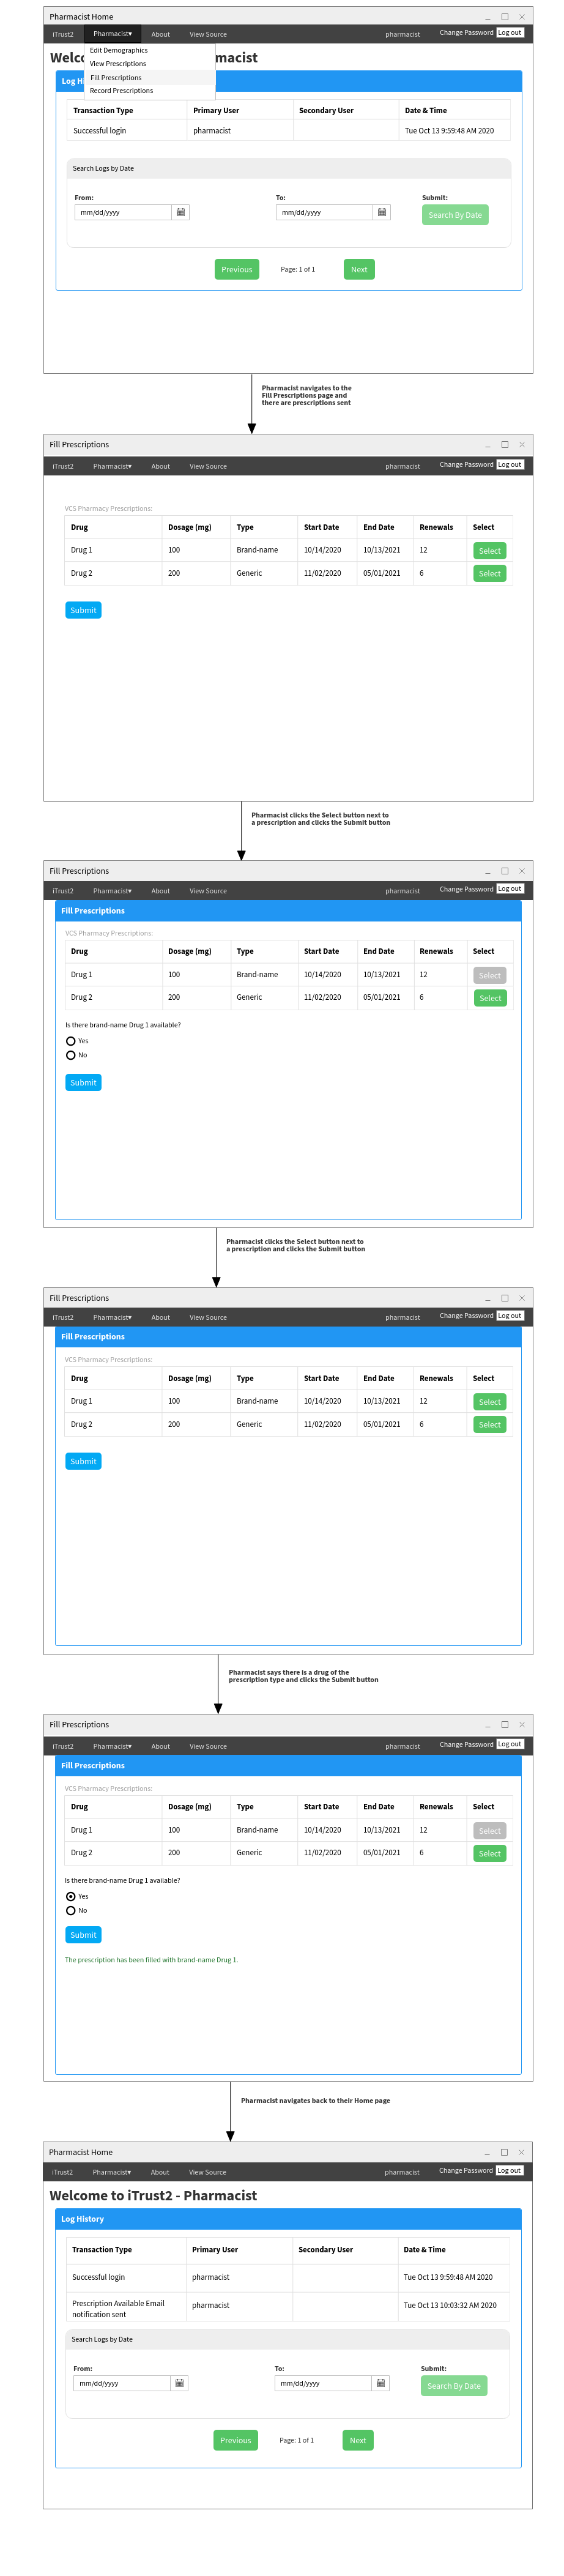 Pharmacist Home
iTrust2 Pharmacist▾ About View Source pharmacist Change Password Log out
Edit Demographics
View Prescriptions
Fill Prescriptions
Record Prescriptions
Welco macist
Log Hi
Transaction Type Primary User Secondary User Date & Time
Successful login pharmacist Tue Oct 13 9:59:48 AM 2020
Search Logs by Date
From: To: Submit:
mm/dd/yyyy mm/dd/yyyy Search By Date
Previous Page: 1 of 1 Next
Pharmacist navigates to the
Fill Prescriptions page and
there are prescriptions sent
Fill Prescriptions
iTrust2 Pharmacist▾ About View Source pharmacist Change Password Log out
VCS Pharmacy Prescriptions:
Drug Dosage (mg) Type Start Date End Date Renewals Select
Drug 1 100 Brand-name 10/14/2020 10/13/2021 12 Select
Drug 2 200 Generic 11/02/2020 05/01/2021 6 Select
Submit
Pharmacist clicks the Select button next to
a prescription and clicks the Submit button
Fill Prescriptions
iTrust2 Pharmacist▾ About View Source pharmacist Change Password Log out
Fill Prescriptions
VCS Pharmacy Prescriptions:
Drug Dosage (mg) Type Start Date End Date Renewals Select
Drug 1 100 Brand-name 10/14/2020 10/13/2021 12 Select
Drug 2 200 Generic 11/02/2020 05/01/2021 6 Select
Is there brand-name Drug 1 available?
Yes
No
Submit
Pharmacist clicks the Select button next to
a prescription and clicks the Submit button
Fill Prescriptions
iTrust2 Pharmacist▾ About View Source pharmacist Change Password Log out
Fill Prescriptions
VCS Pharmacy Prescriptions:
Drug Dosage (mg) Type Start Date End Date Renewals Select
Drug 1 100 Brand-name 10/14/2020 10/13/2021 12 Select
Drug 2 200 Generic 11/02/2020 05/01/2021 6 Select
Submit
Pharmacist says there is a drug of the
prescription type and clicks the Submit button
Fill Prescriptions
iTrust2 Pharmacist▾ About View Source pharmacist Change Password Log out
Fill Prescriptions
VCS Pharmacy Prescriptions:
Drug Dosage (mg) Type Start Date End Date Renewals Select
Drug 1 100 Brand-name 10/14/2020 10/13/2021 12 Select
Drug 2 200 Generic 11/02/2020 05/01/2021 6 Select
Is there brand-name Drug 1 available?
Yes
No
Submit
The prescription has been filled with brand-name Drug 1.
Pharmacist navigates back to their Home page
Pharmacist Home
iTrust2 Pharmacist▾ About View Source pharmacist Change Password Log out
Welcome to iTrust2 - Pharmacist
Log History
Transaction Type Primary User Secondary User Date & Time
Successful login pharmacist Tue Oct 13 9:59:48 AM 2020
Prescription Available Email
notification sent pharmacist Tue Oct 13 10:03:32 AM 2020
Search Logs by Date
From: To: Submit:
mm/dd/yyyy mm/dd/yyyy Search By Date
Previous Page: 1 of 1 Next